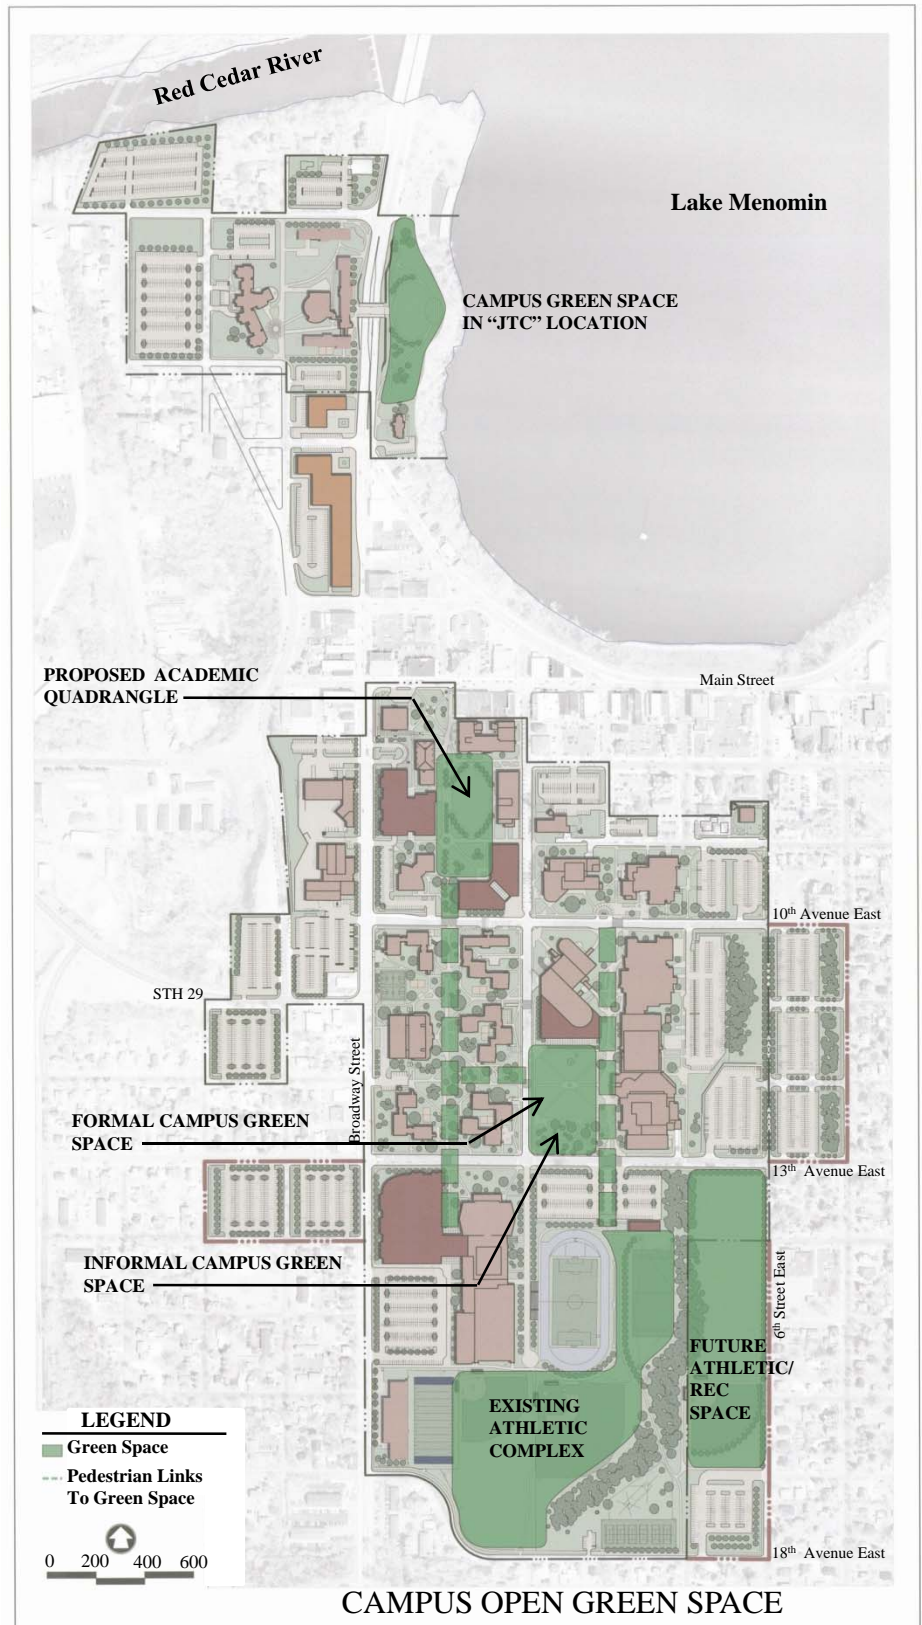 Red Cedar River
Lake Menomin
CAMPUS GREEN SPACE
IN “JTC” LOCATION
PROPOSED ACADEMIC
QUADRANGLE
Main Street
10th Avenue East
STH 29
Broadway Street
FORMAL CAMPUS GREEN
SPACE
13th Avenue East
INFORMAL CAMPUS GREEN
SPACE
6th Street East
FUTURE
ATHLETIC/
REC
SPACE
EXISTING
ATHLETIC
COMPLEX
LEGEND
Green Space
Pedestrian Links
To Green Space
0 200 400 600
18th Avenue East
CAMPUS OPEN GREEN SPACE